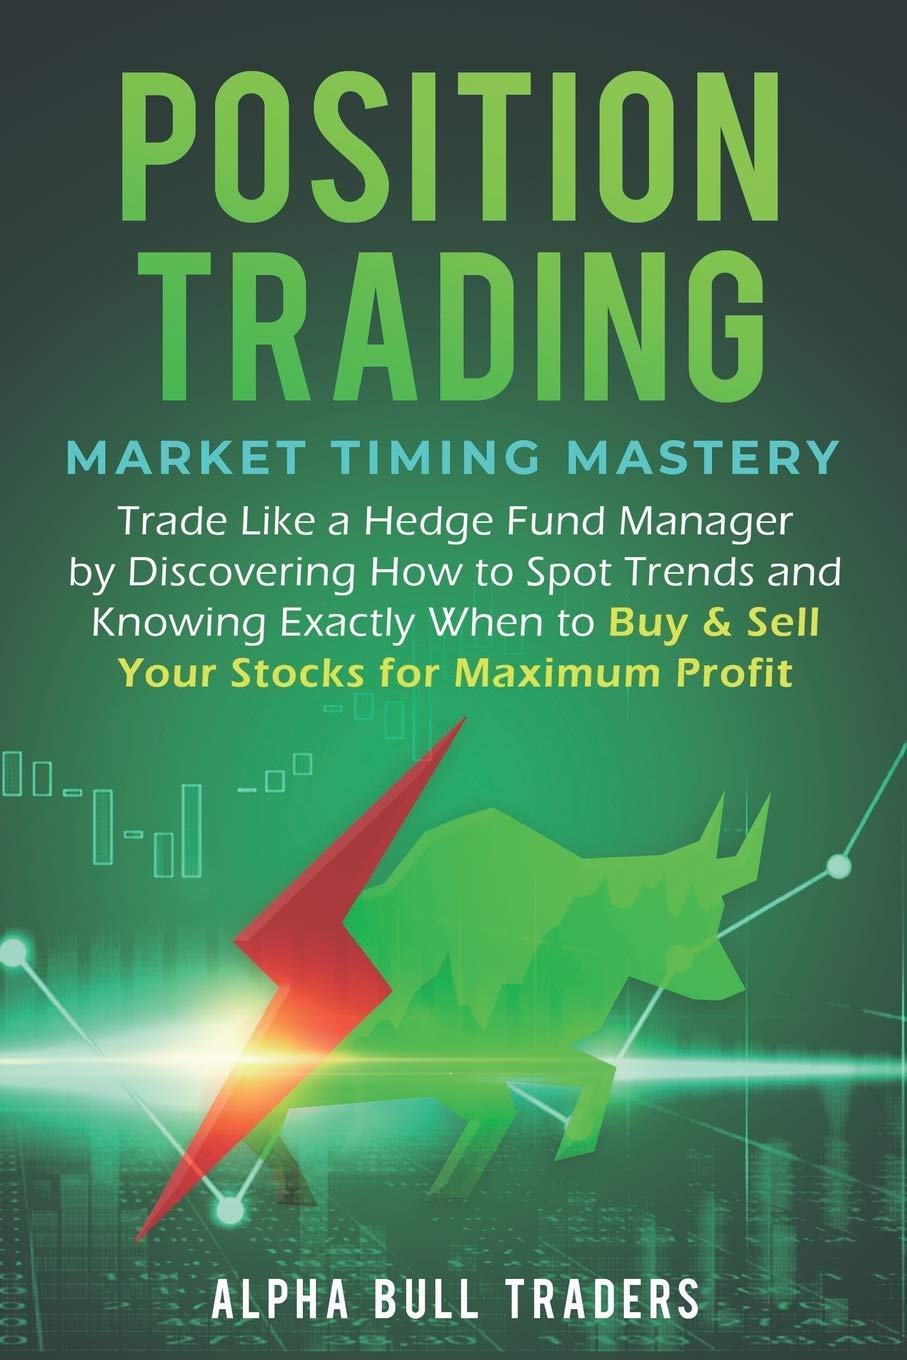 POSITION
TRADING
MARKET TIMING MASTERY
Trade Like a Hedge Fund Manager
by Discovering How to Spot Trends and
Knowing Exactly When to Buy & Sell
Your Stocks for Maximum Profit
ALPHA BULL TRADERS